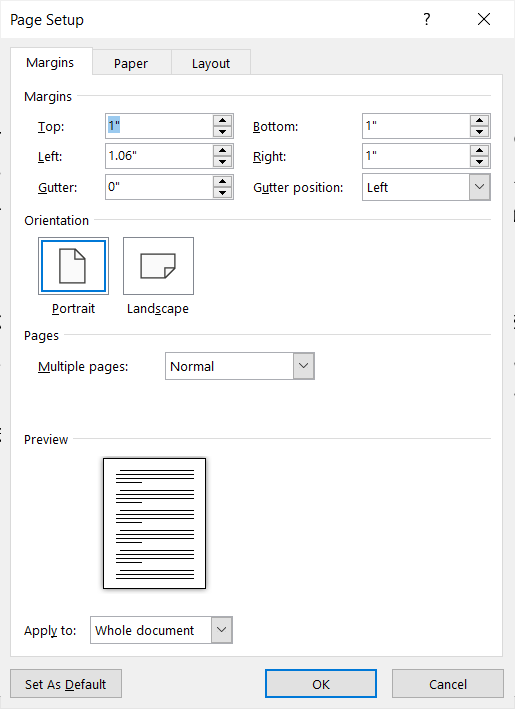 Page Setup ?
Margins Paper Layout
Margins
Top: 1" Bottom: 1"
Left: 1.06" Right: 1"
Gutter: 0" Gutter position: Left
Orientation
Portrait Landscape
Pages
Multiple pages: Normal
Preview
Apply to: Whole document
Set As Default OK Cancel